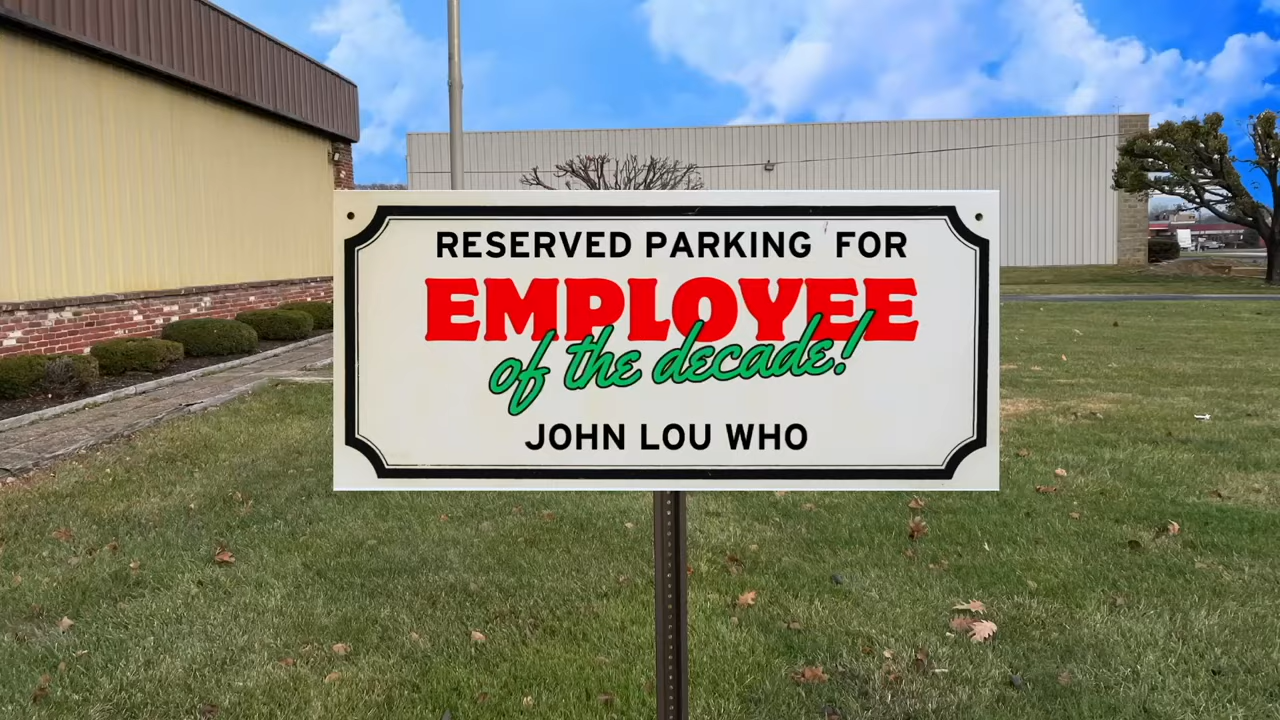 RESERVED PARKING FOR
EMPLOYEE
of the decade!
JOHN LOU WHO